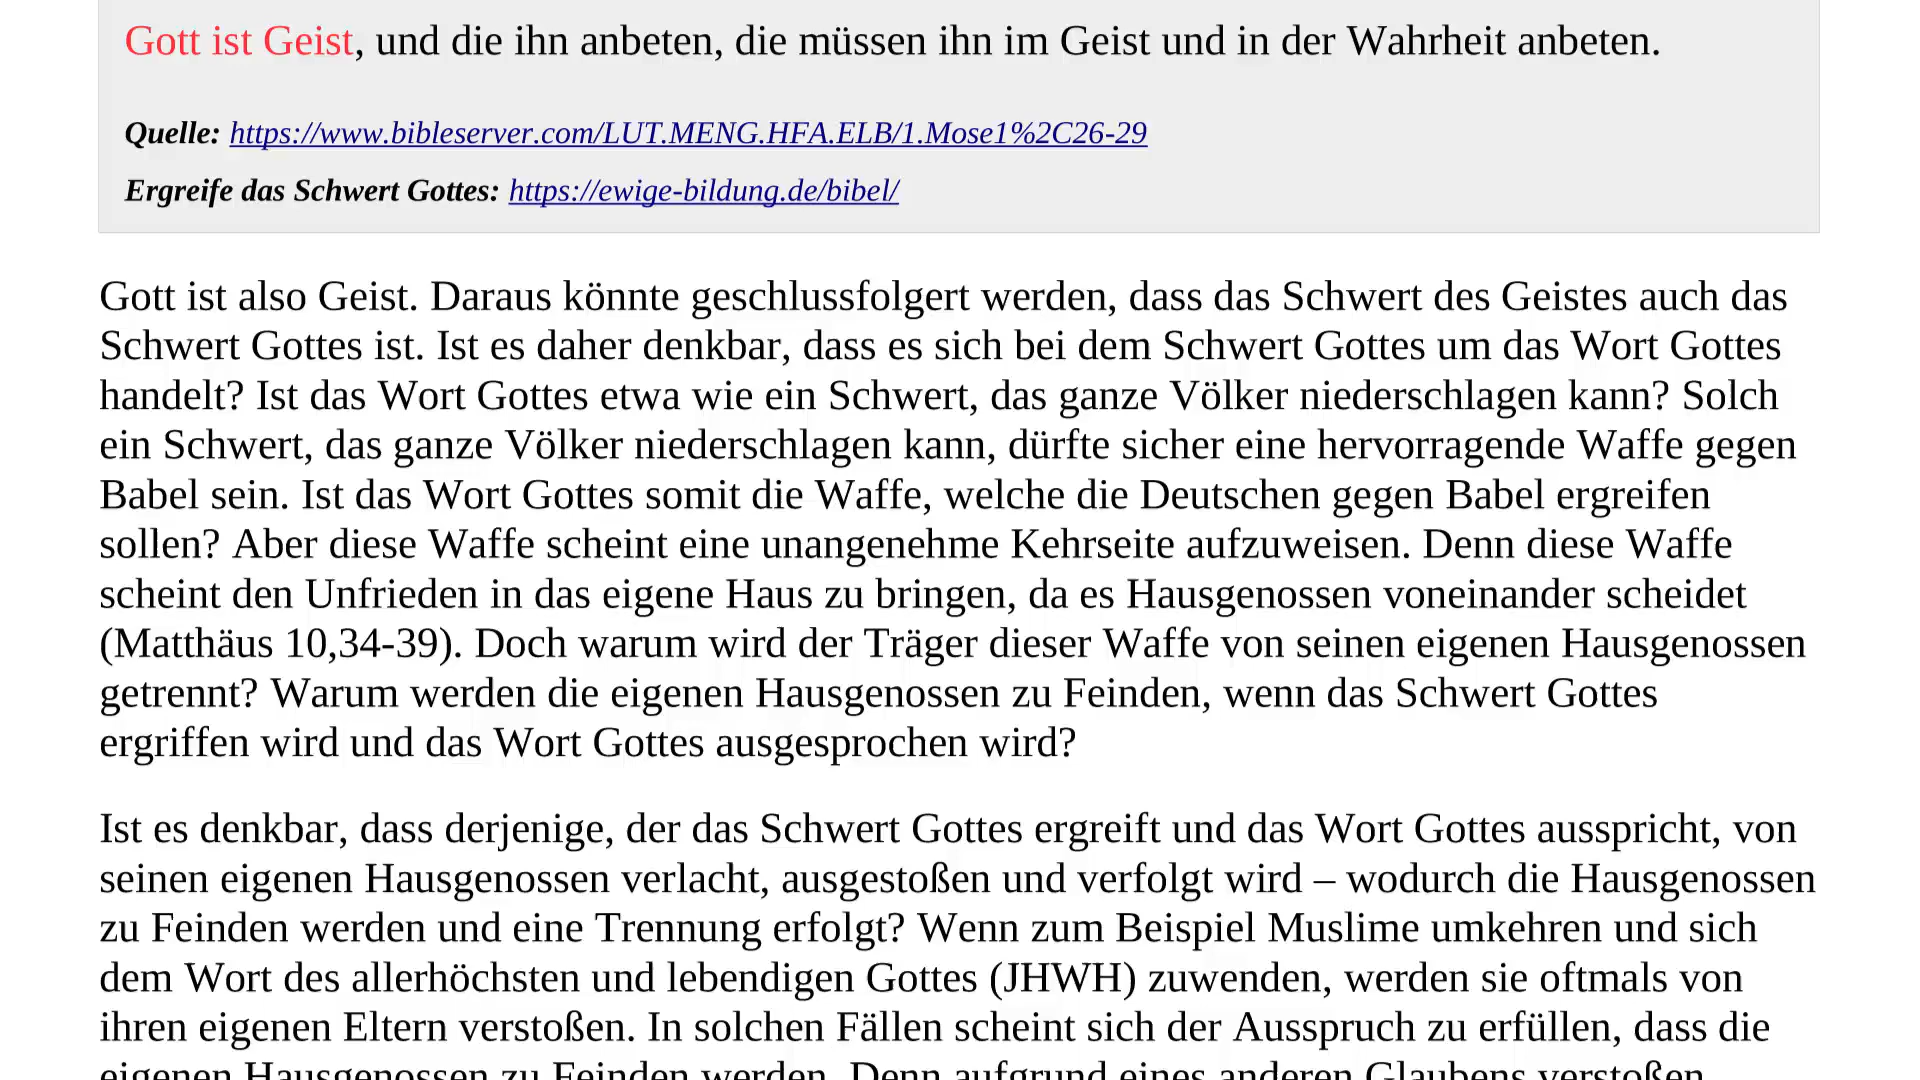 Gott ist Geist, und die ihn anbeten, die müssen ihn im Geist und in der Wahrheit anbeten.
Quelle: https://www.bibleserver.com/LUT.MENG.HFA.ELB/1.Mose1%2C26-29
Ergreife das Schwert Gottes: https://ewige-bildung.de/bibel/
Gott ist also Geist. Daraus könnte geschlussfolgert werden, dass das Schwert des Geistes auch das
Schwert Gottes ist. Ist es daher denkbar, dass es sich bei dem Schwert Gottes um das Wort Gottes
handelt? Ist das Wort Gottes etwa wie ein Schwert, das ganze Völker niederschlagen kann? Solch
ein Schwert, das ganze Völker niederschlagen kann, dürfte sicher eine hervorragende Waffe gegen
Babel sein. Ist das Wort Gottes somit die Waffe, welche die Deutschen gegen Babel ergreifen
sollen? Aber diese Waffe scheint eine unangenehme Kehrseite aufzuweisen. Denn diese Waffe
scheint den Unfrieden in das eigene Haus zu bringen, da es Hausgenossen voneinander scheidet
(Matthäus 10,34-39). Doch warum wird der Träger dieser Waffe von seinen eigenen Hausgenossen
getrennt? Warum werden die eigenen Hausgenossen zu Feinden, wenn das Schwert Gottes
ergriffen wird und das Wort Gottes ausgesprochen wird?
Ist es denkbar, dass derjenige, der das Schwert Gottes ergreift und das Wort Gottes ausspricht, von
seinen eigenen Hausgenossen verlacht, ausgestoßen und verfolgt wird – wodurch die Hausgenossen
zu Feinden werden und eine Trennung erfolgt? Wenn zum Beispiel Muslime umkehren und sich
dem Wort des allerhöchsten und lebendigen Gottes (JHWH) zuwenden, werden sie oftmals von
ihren eigenen Eltern verstoßen. In solchen Fällen scheint sich der Ausspruch zu erfüllen, dass die
eigenen Hausgenossen zu Feinden werden. Denn aufgrund eines anderen Glaubens verstoßen